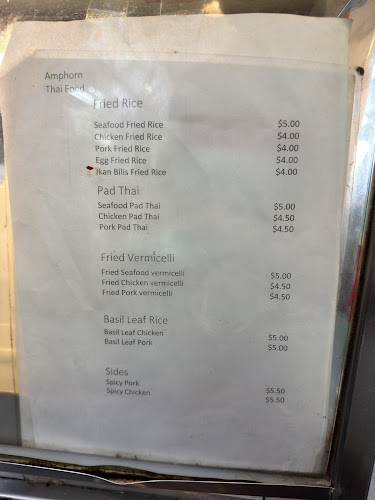 Amphorn
Thai Food
Fried Rice
Seafood Fried Rice $5.00
Chicken Fried Rice $4.00
Pork Fried Rice $4.00
Egg Fried Rice $4.00
Ikan Bilis Fried Rice $4.00
Pad Thai
Seafood Pad Thai $5.00
Chicken Pad Thai $4.50
Pork Pad Thai $4.50
Fried Vermicelli
Fried Seafood vermicelli $5.00
Fried Chicken vermicelli $4.50
Fried Pork vermicelli $4.50
Basil Leaf Rice
Basil Leaf Chicken $5.00
Basil Leaf Pork $5.00
Sides
Spicy Pork $5.50
Spicy Chicken $5.50